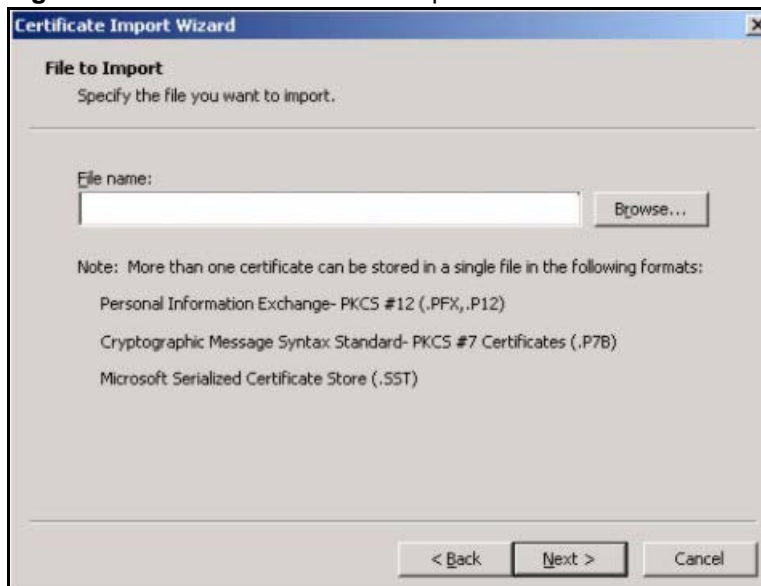 Certificate Import Wizard
File to Import
Specify the file you want to import.
File name:
Browse...
Note: More than one certificate can be stored in a single file in the following formats:
Personal Information Exchange- PKCS #12 (.PFX,.P12)
Cryptographic Message Syntax Standard- PKCS #7 Certificates (.P7B)
Microsoft Serialized Certificate Store (.SST)
< Back
Next >
Cancel